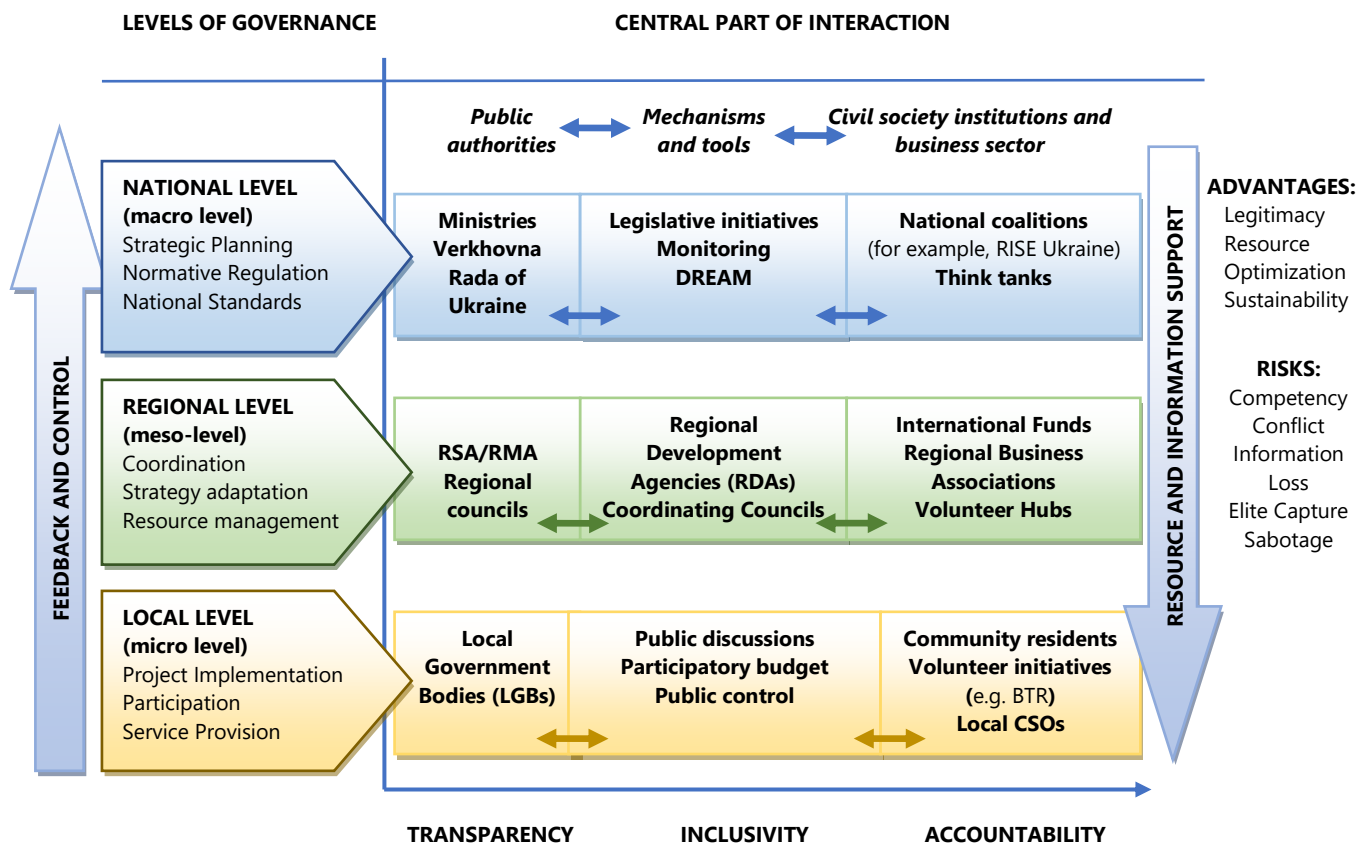 LEVELS OF GOVERNANCE
CENTRAL PART OF INTERACTION
Public
authorities
Mechanisms
and tools
Civil society institutions and
business sector
FEEDBACK AND CONTROL
NATIONAL LEVEL
(macro level)
Strategic Planning
Normative Regulation
National Standards
Ministries
Verkhovna
Rada of
Ukraine
Legislative initiatives
Monitoring
DREAM
National coalitions
(for example, RISE Ukraine)
Think tanks
REGIONAL LEVEL
(meso-level)
Coordination
Strategy adaptation
Resource management
RSA/RMA
Regional
councils
Regional
Development
Agencies (RDAs)
Coordinating Councils
International Funds
Regional Business
Associations
Volunteer Hubs
LOCAL LEVEL
(micro level)
Project Implementation
Participation
Service Provision
Local
Government
Bodies (LGBs)
Public discussions
Participatory budget
Public control
Community residents
Volunteer initiatives
(e.g. BTR)
Local CSOs
RESOURCE AND INFORMATION SUPPORT
ADVANTAGES:
Legitimacy
Resource
Optimization
Sustainability
RISKS:
Competency
Conflict
Information
Loss
Elite Capture
Sabotage
TRANSPARENCY
INCLUSIVITY
ACCOUNTABILITY